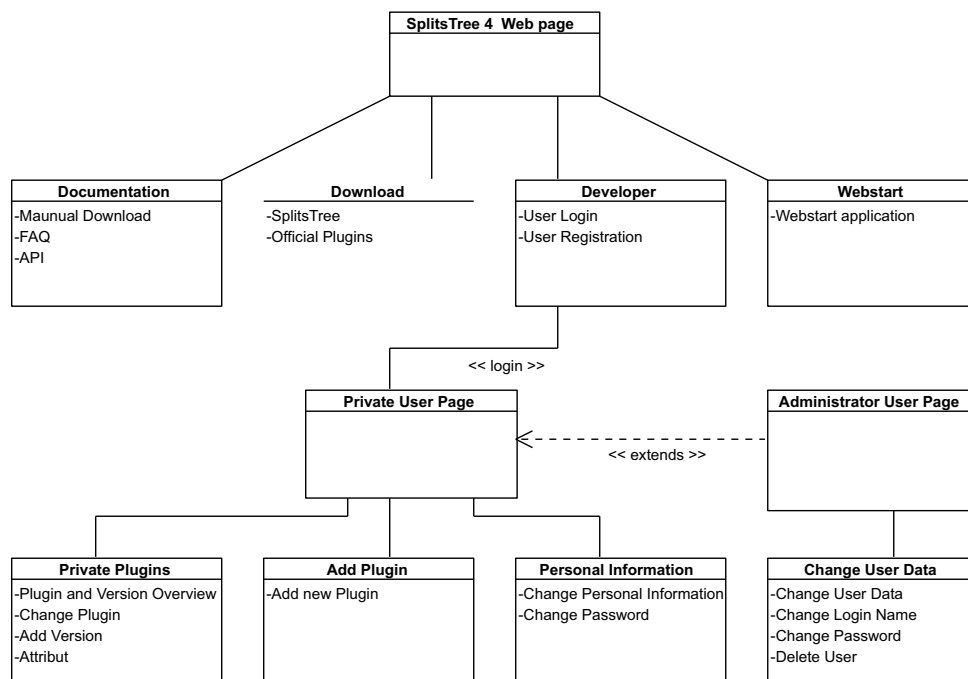 SplitsTree 4  Web page
Documentation
-Maunual Download
-FAQ
-API
Download
-SplitsTree
-Official Plugins
Developer
-User Login
-User Registration
Webstart
-Webstart application
<< login >>
Private User Page
Administrator User Page
<< extends >>
Private Plugins
-Plugin and Version Overview
-Change Plugin
-Add Version
-Attribut
Add Plugin
-Add new Plugin
Personal Information
-Change Personal Information
-Change Password
Change User Data
-Change User Data
-Change Login Name
-Change Password
-Delete User